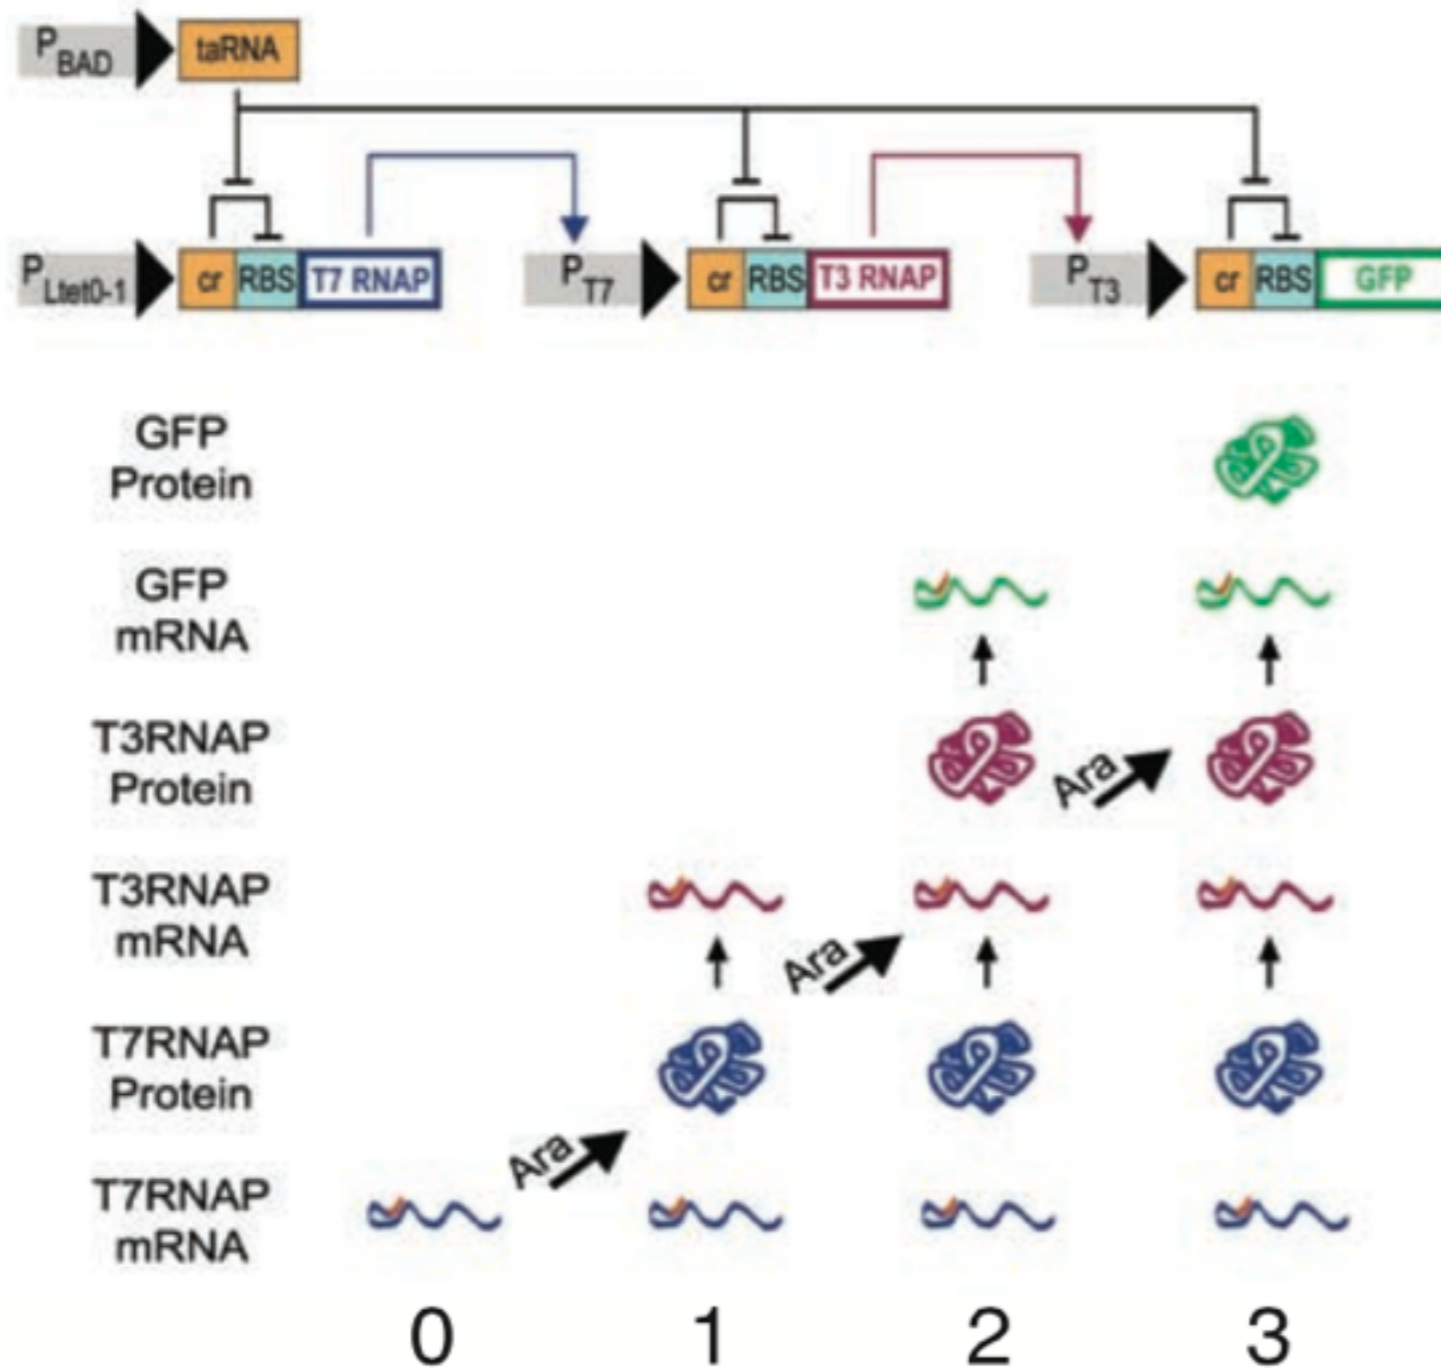 PBAD taRNA
PLtet0-1 cr RBS T7 RNAP PT7 cr RBS T3 RNAP PT3 cr RBS GFP
GFP
Protein
GFP
mRNA
T3RNAP
Protein
Ara
T3RNAP
mRNA
Ara
T7RNAP
Protein
Ara
T7RNAP
mRNA
0 1 2 3